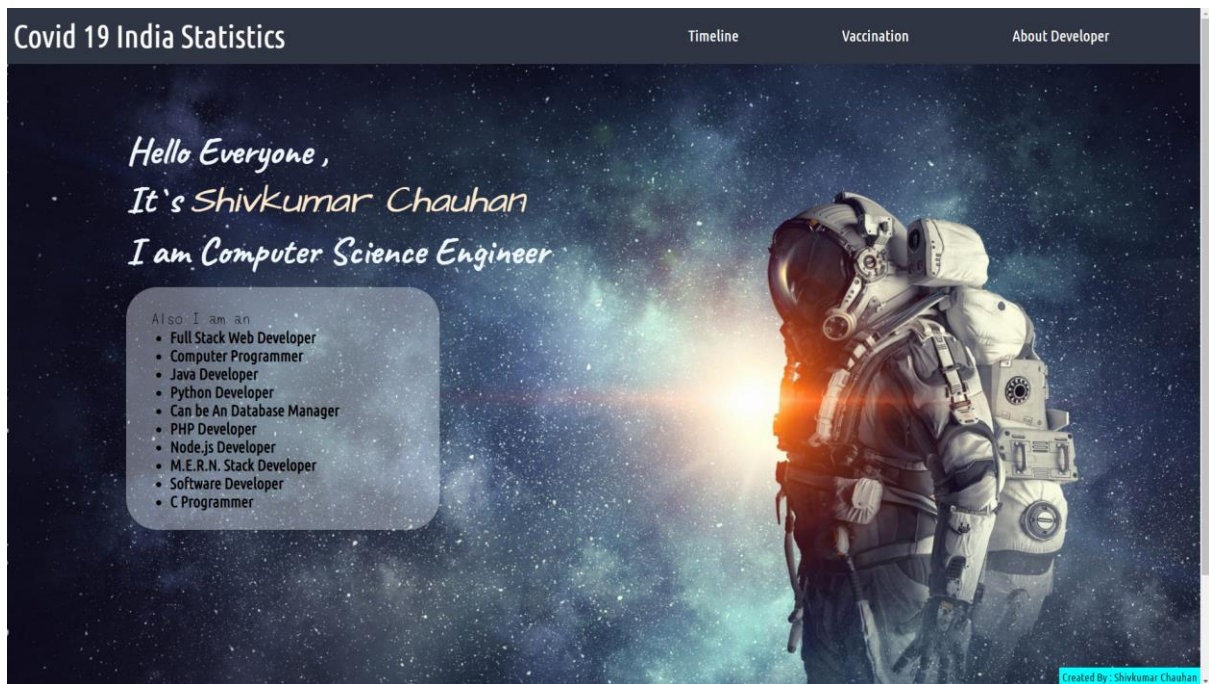 Covid 19 India Statistics
Timeline
Vaccination
About Developer
Hello Everyone ,
It`s Shivkumar Chauhan
I am Computer Science Engineer
Also I am an
• Full Stack Web Developer
• Computer Programmer
• Java Developer
• Python Developer
• Can be An Database Manager
• PHP Developer
• Node.js Developer
• M.E.R.N. Stack Developer
• Software Developer
• C Programmer
Created By : Shivkumar Chauhan